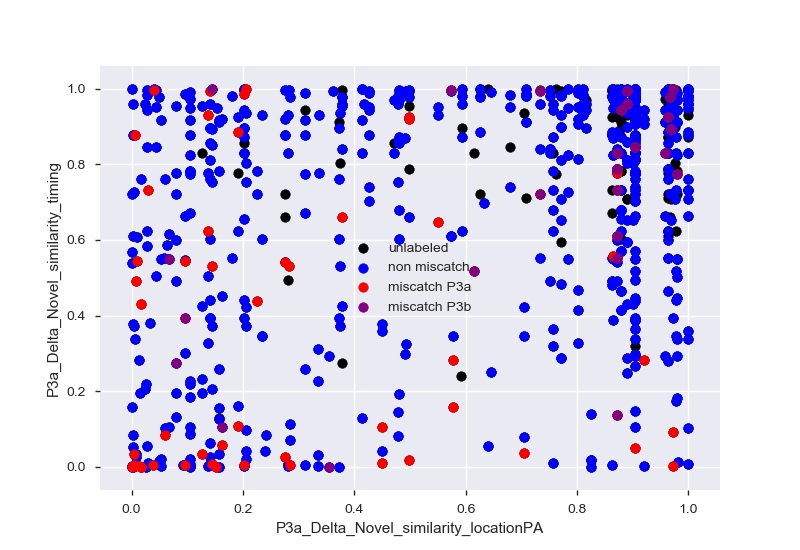 1.0
0.8
0.6
0.4
0.2
0.0
P3a_Delta_Novel_similarity_timing
unlabeled
non miscatch
miscatch P3a
miscatch P3b
0.0 0.2 0.4 0.6 0.8 1.0
P3a_Delta_Novel_similarity_locationPA